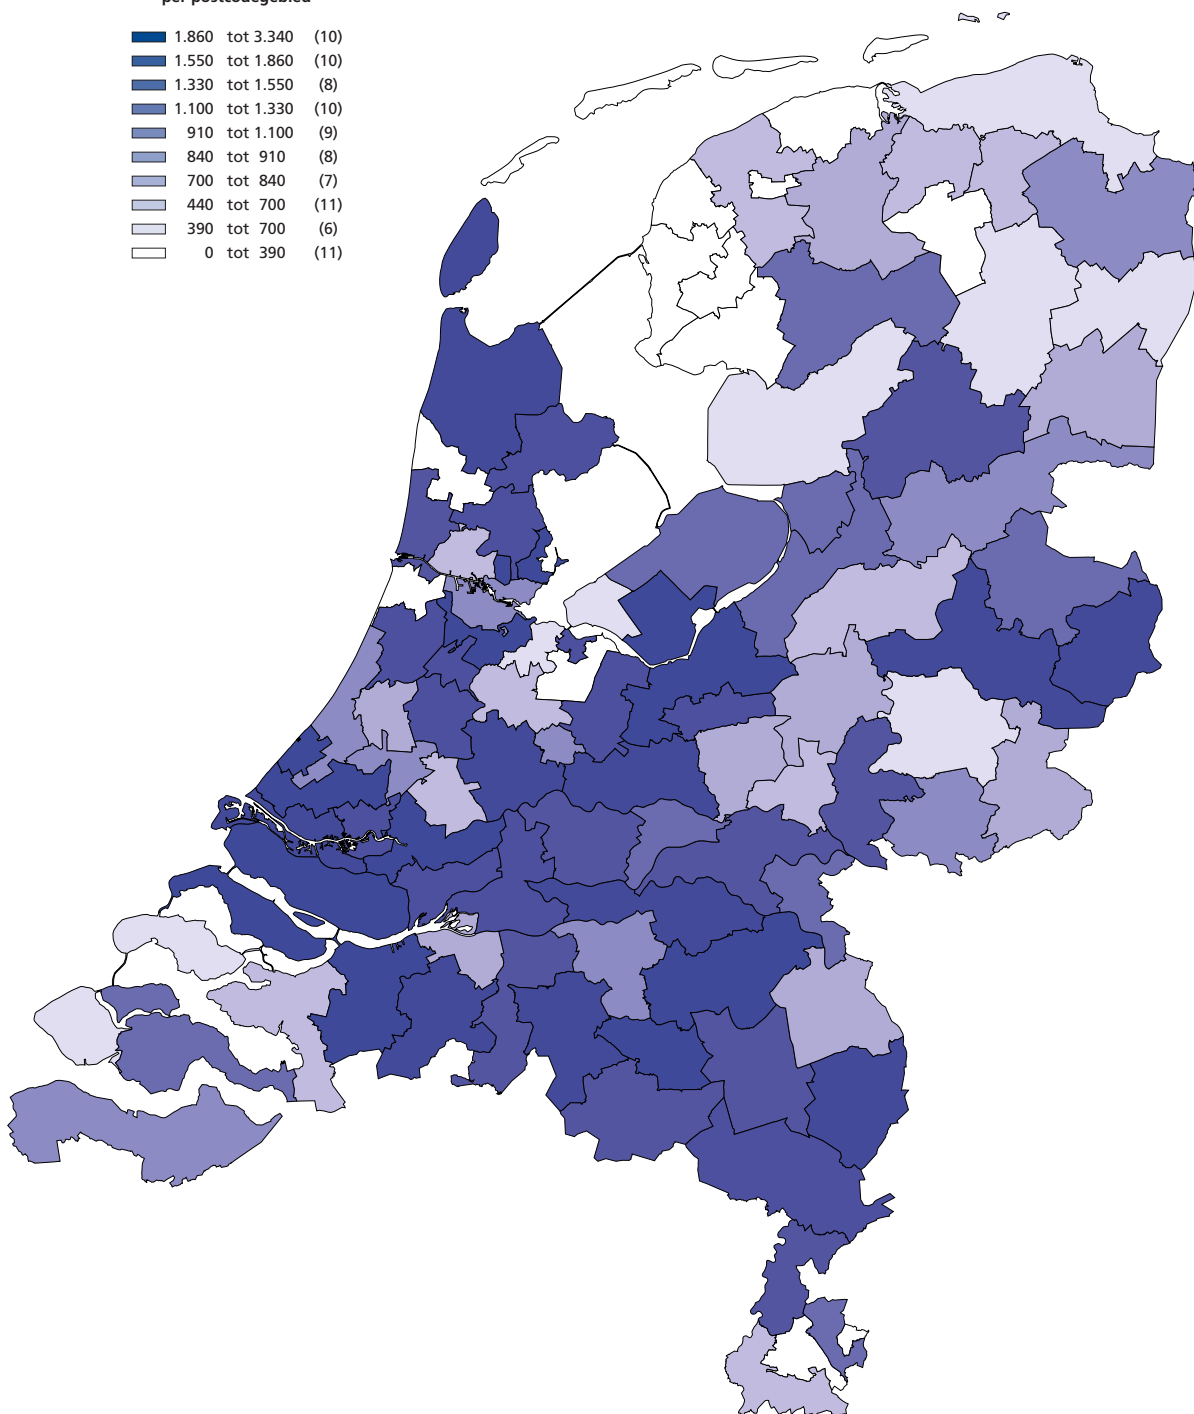 per postcodegebied
1.860 tot 3.340 (10)
1.550 tot 1.860 (10)
1.330 tot 1.550 (8)
1.100 tot 1.330 (10)
910 tot 1.100 (9)
840 tot 910 (8)
700 tot 840 (7)
440 tot 700 (11)
390 tot 700 (6)
0 tot 390 (11)